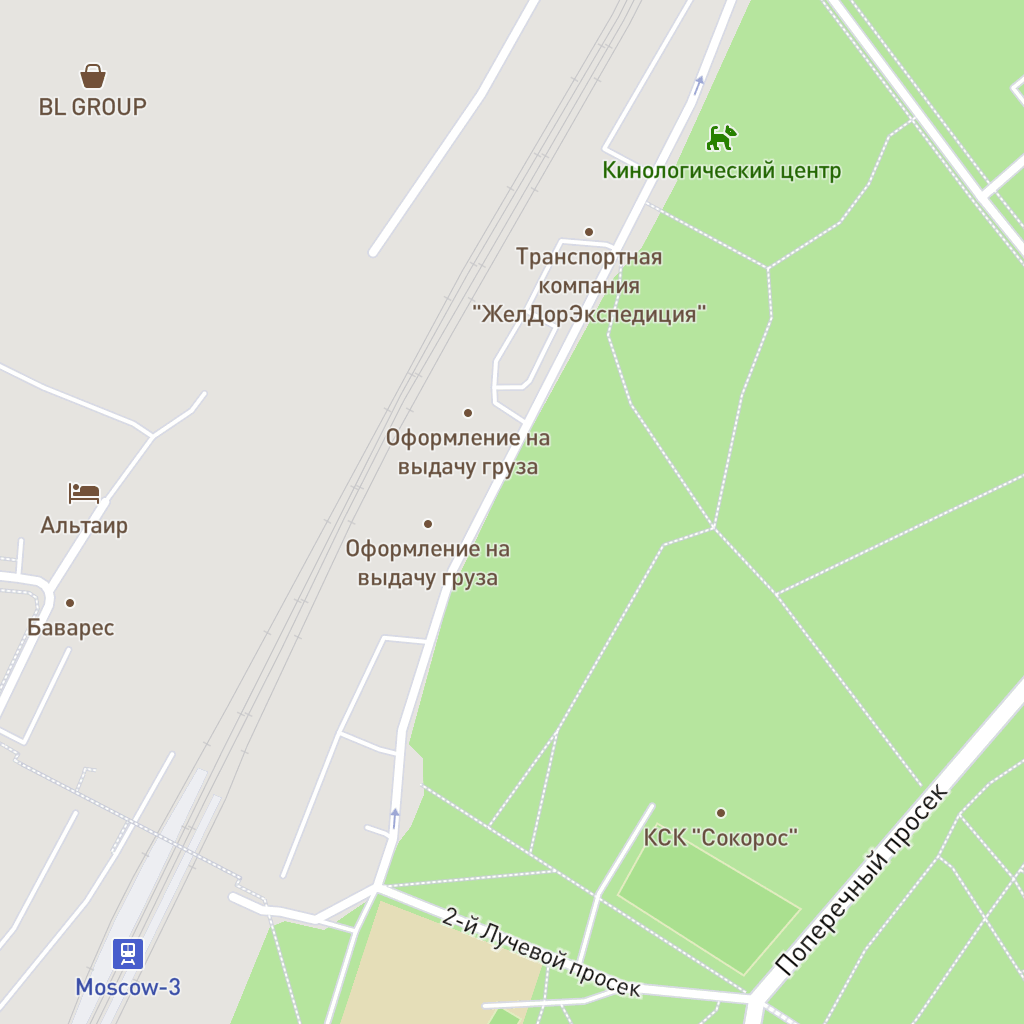 BL GROUP
Кинологический центр
Транспортная
компания
"ЖелДорЭкспедиция"
Оформление на
выдачу груза
Альтаир
Оформление на
выдачу груза
Баварес
КСК "Сокорос"
Поперечный просек
2-й Лучевой просек
Moscow-3